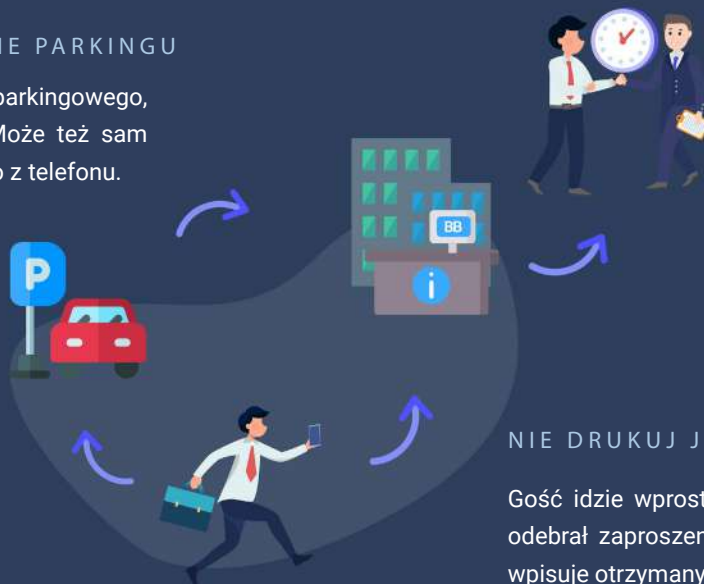 IE PARKINGU
parkingowego,
Może też sam
o z telefonu.
P
BB
i
NIE DRUKUJ J
Gość idzie wprost
odebrał zaproszen
wpisuje otrzymany